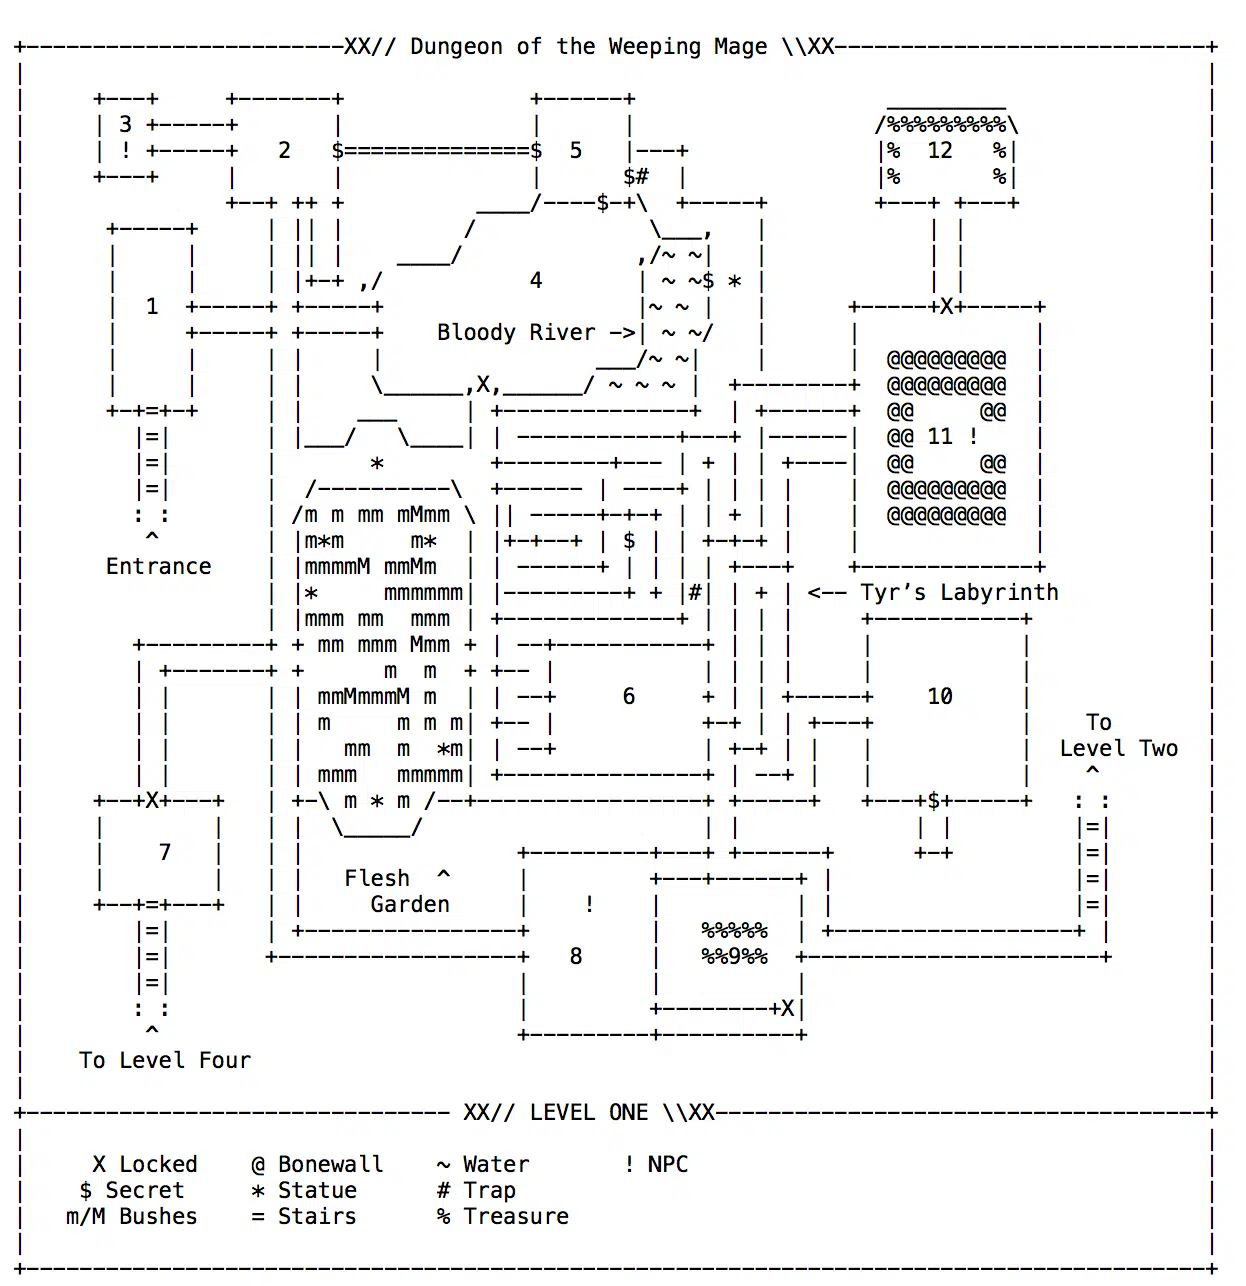 XX// Dungeon of the Weeping Mage \\XX
3
! 2 5 12
4
1
Bloody River ->
11 !
Entrance
<-- Tyr’s Labyrinth
6 10
To
Level Two
7
Flesh ^
Garden !
8 9
To Level Four
XX// LEVEL ONE \\XX
X Locked @ Bonewall ~ Water ! NPC
$ Secret * Statue # Trap
m/M Bushes = Stairs % Treasure